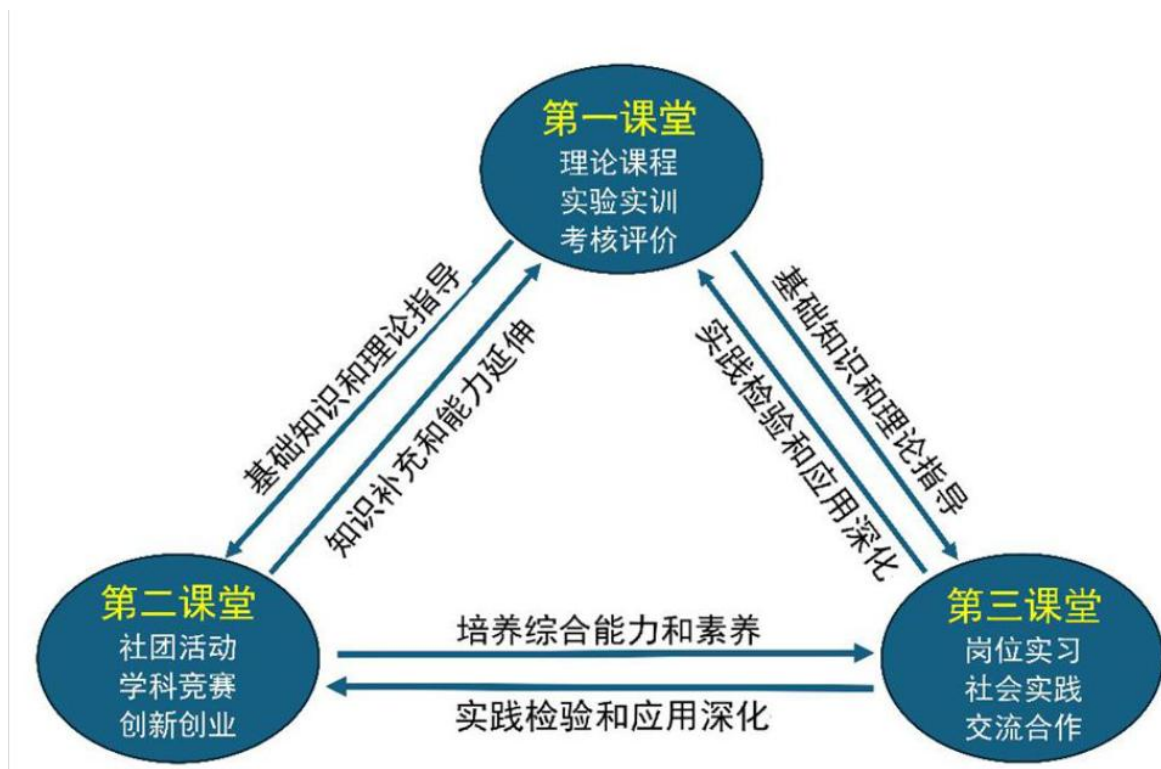 第一课堂
理论课程
实验实训
考核评价
基础知识和理论指导
知识补充和能力延伸
实践检验和应用深化
基础知识和理论指导
第二课堂
社团活动
学科竞赛
创新创业
培养综合能力和素养
实践检验和应用深化
第三课堂
岗位实习
社会实践
交流合作